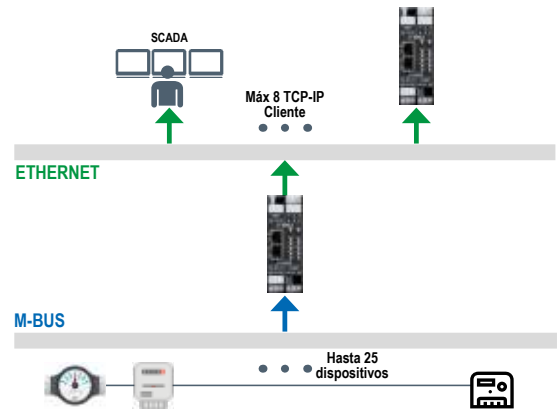 SCADA
Máx 8 TCP-IP
Cliente
ETHERNET
M-BUS
Hasta 25
dispositivos